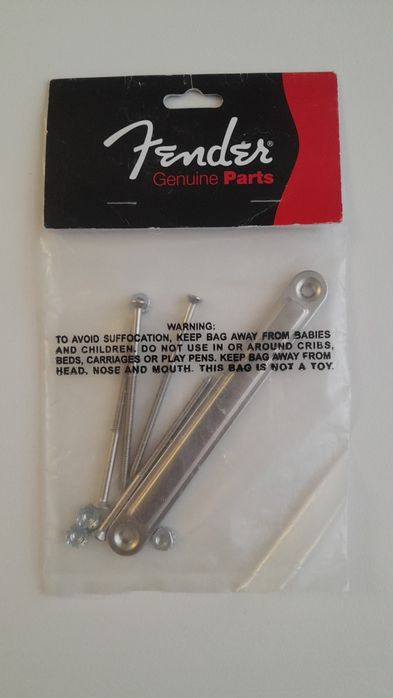 Fender®
Genuine Parts
WARNING:
TO AVOID SUFFOCATION, KEEP BAG AWAY FROM BABIES
AND CHILDREN. DO NOT USE IN OR AROUND CRIBS,
BEDS, CARRIAGES OR PLAY PENS. KEEP BAG AWAY FROM
HEAD, NOSE AND MOUTH. THIS BAG IS NOT A TOY.